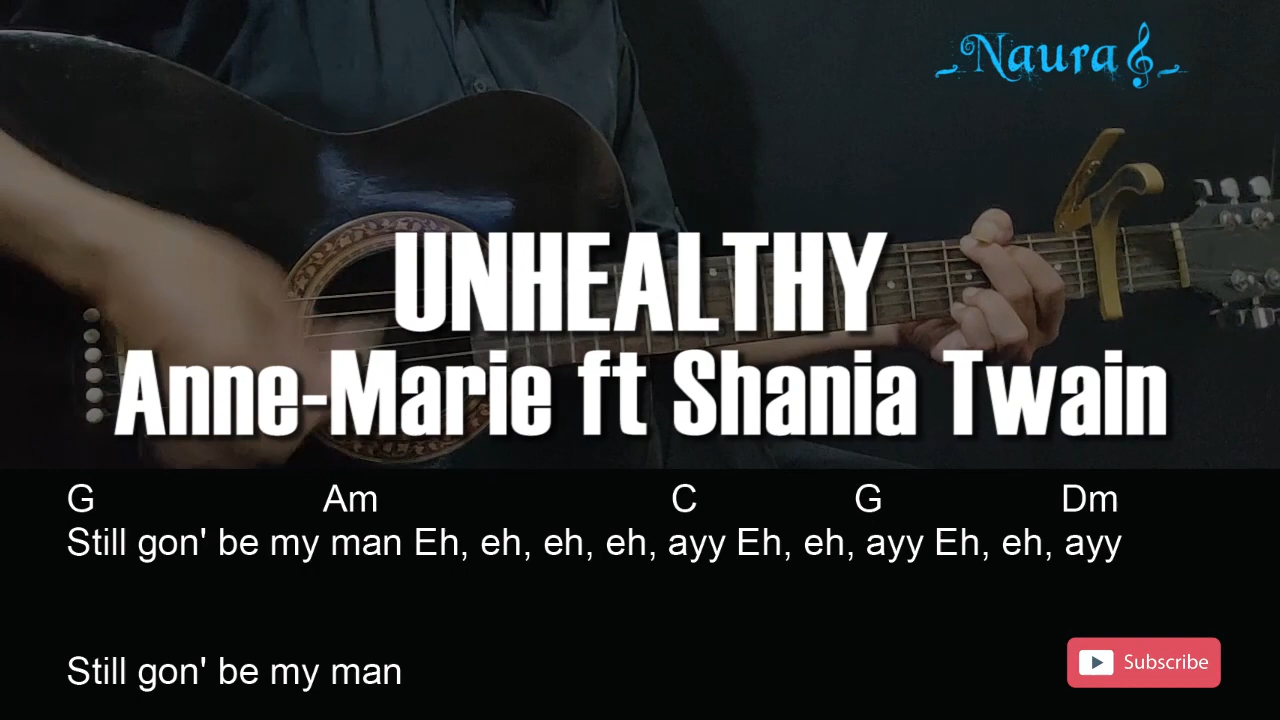 Naura
UNHEALTHY
Anne-Marie ft Shania Twain
G Am C G Dm
Still gon' be my man Eh, eh, eh, eh, ayy Eh, eh, ayy Eh, eh, ayy
Still gon' be my man
Subscribe